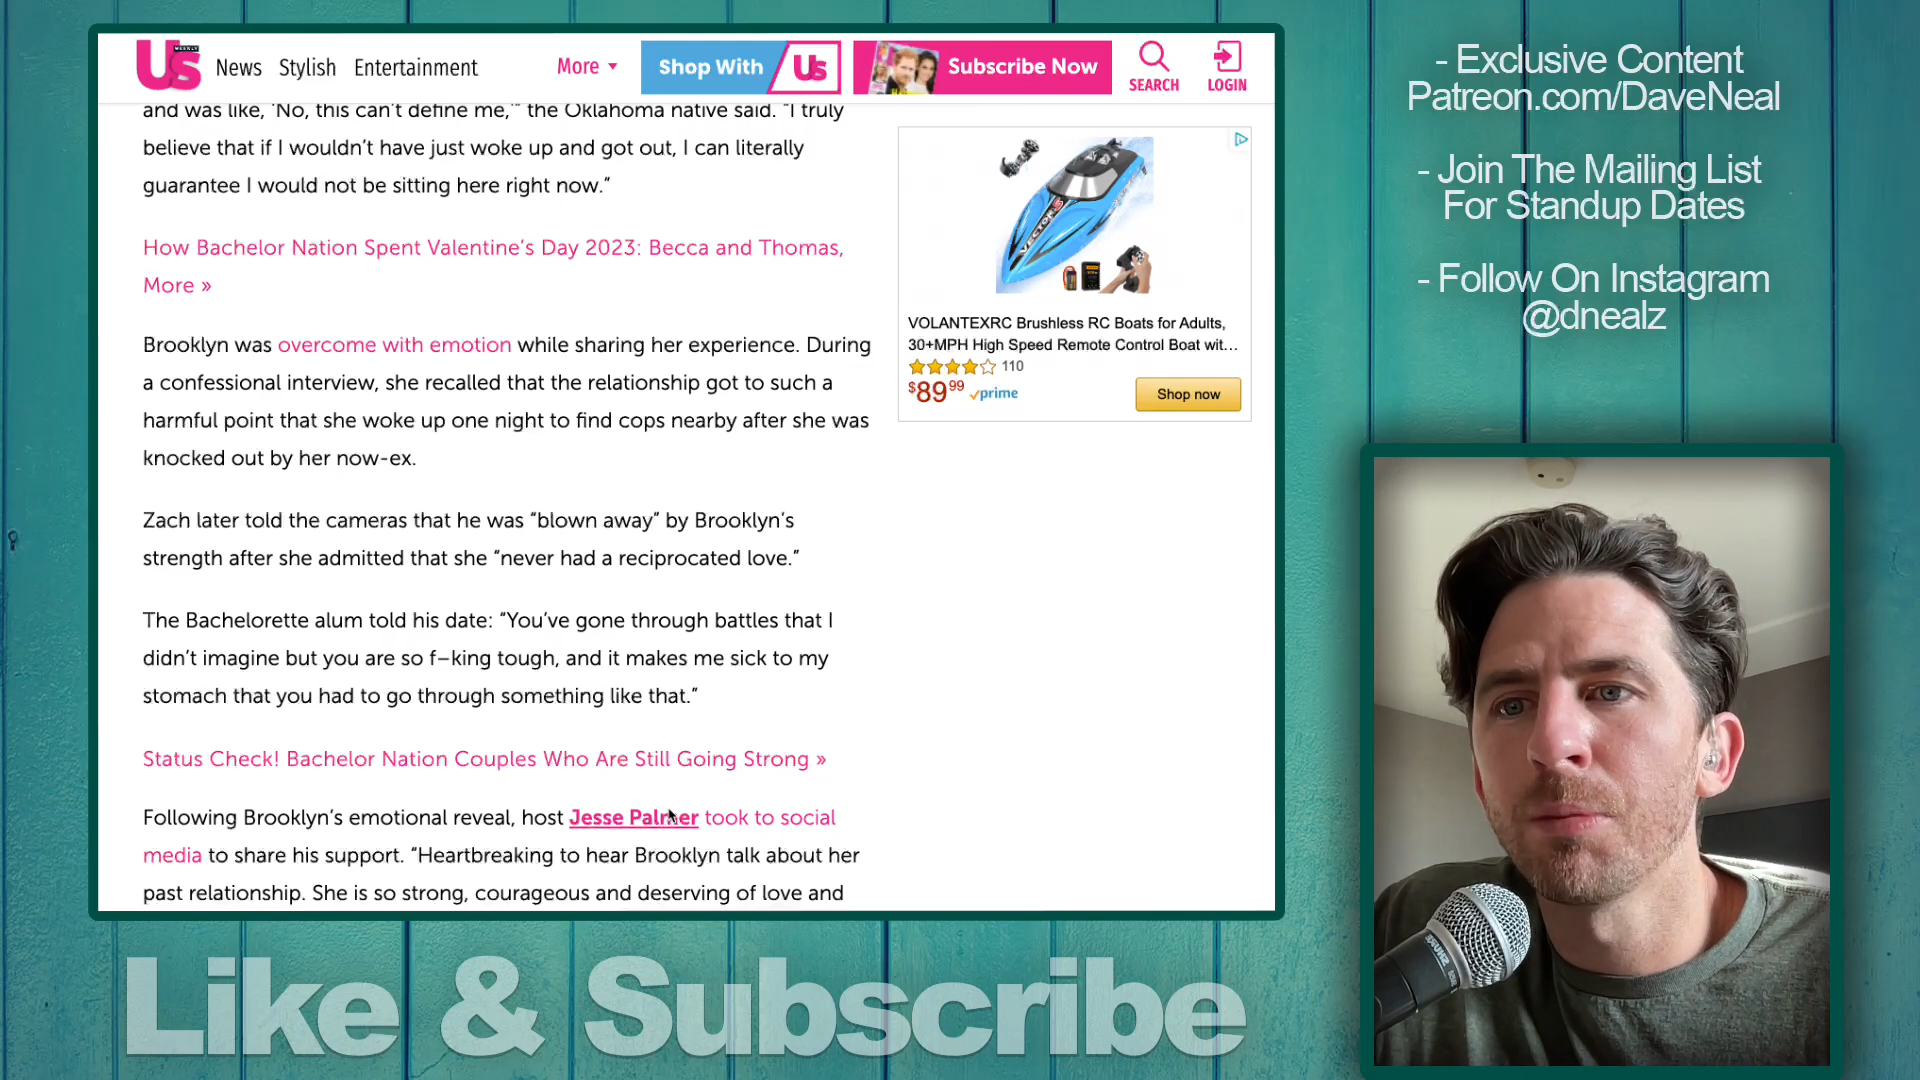 Us
WEEKLY
News
Stylish
Entertainment
More
Shop With Us
Subscribe Now
SEARCH
LOGIN
and was like, 'No, this can't define me,'" the Oklahoma native said. "I truly
believe that if I wouldn't have just woke up and got out, I can literally
guarantee I would not be sitting here right now."
How Bachelor Nation Spent Valentine's Day 2023: Becca and Thomas,
More »
Brooklyn was overcome with emotion while sharing her experience. During
a confessional interview, she recalled that the relationship got to such a
harmful point that she woke up one night to find cops nearby after she was
knocked out by her now-ex.
Zach later told the cameras that he was "blown away" by Brooklyn's
strength after she admitted that she "never had a reciprocated love."
The Bachelorette alum told his date: "You've gone through battles that I
didn't imagine but you are so f–king tough, and it makes me sick to my
stomach that you had to go through something like that."
Status Check! Bachelor Nation Couples Who Are Still Going Strong »
Following Brooklyn's emotional reveal, host Jesse Palmer took to social
media to share his support. "Heartbreaking to hear Brooklyn talk about her
past relationship. She is so strong, courageous and deserving of love and
VECTOR
VOLANTEXRC Brushless RC Boats for Adults,
30+MPH High Speed Remote Control Boat wit...
110
$89.99 prime
Shop now
- Exclusive Content
Patreon.com/DaveNeal
- Join The Mailing List
For Standup Dates
- Follow On Instagram
@dnealz
SHURE
Like & Subscribe